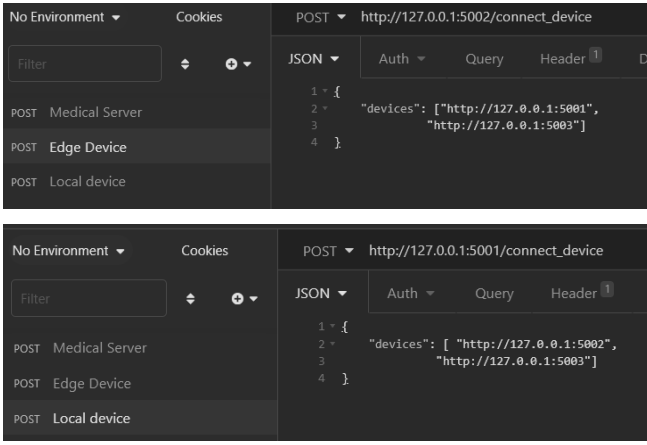 No Environment Cookies POST http://127.0.0.1:5002/connect_device
Filter JSON Auth Query Header 1 D
1 {
2 "devices": ["http://127.0.0.1:5001",
3 "http://127.0.0.1:5003"]
4 }
POST Medical Server
POST Edge Device
POST Local device
No Environment Cookies POST http://127.0.0.1:5001/connect_device
Filter JSON Auth Query Header 1
1 {
2 "devices": [ "http://127.0.0.1:5002",
3 "http://127.0.0.1:5003"]
4 }
POST Medical Server
POST Edge Device
POST Local device